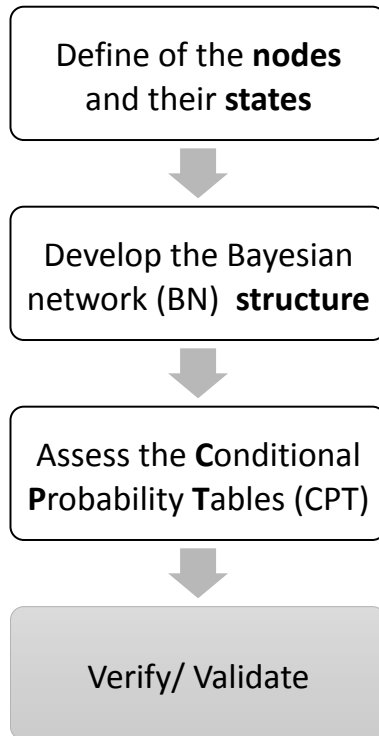 Define of the nodes
and their states
Develop the Bayesian
network (BN) structure
Assess the Conditional
Probability Tables (CPT)
Verify/ Validate